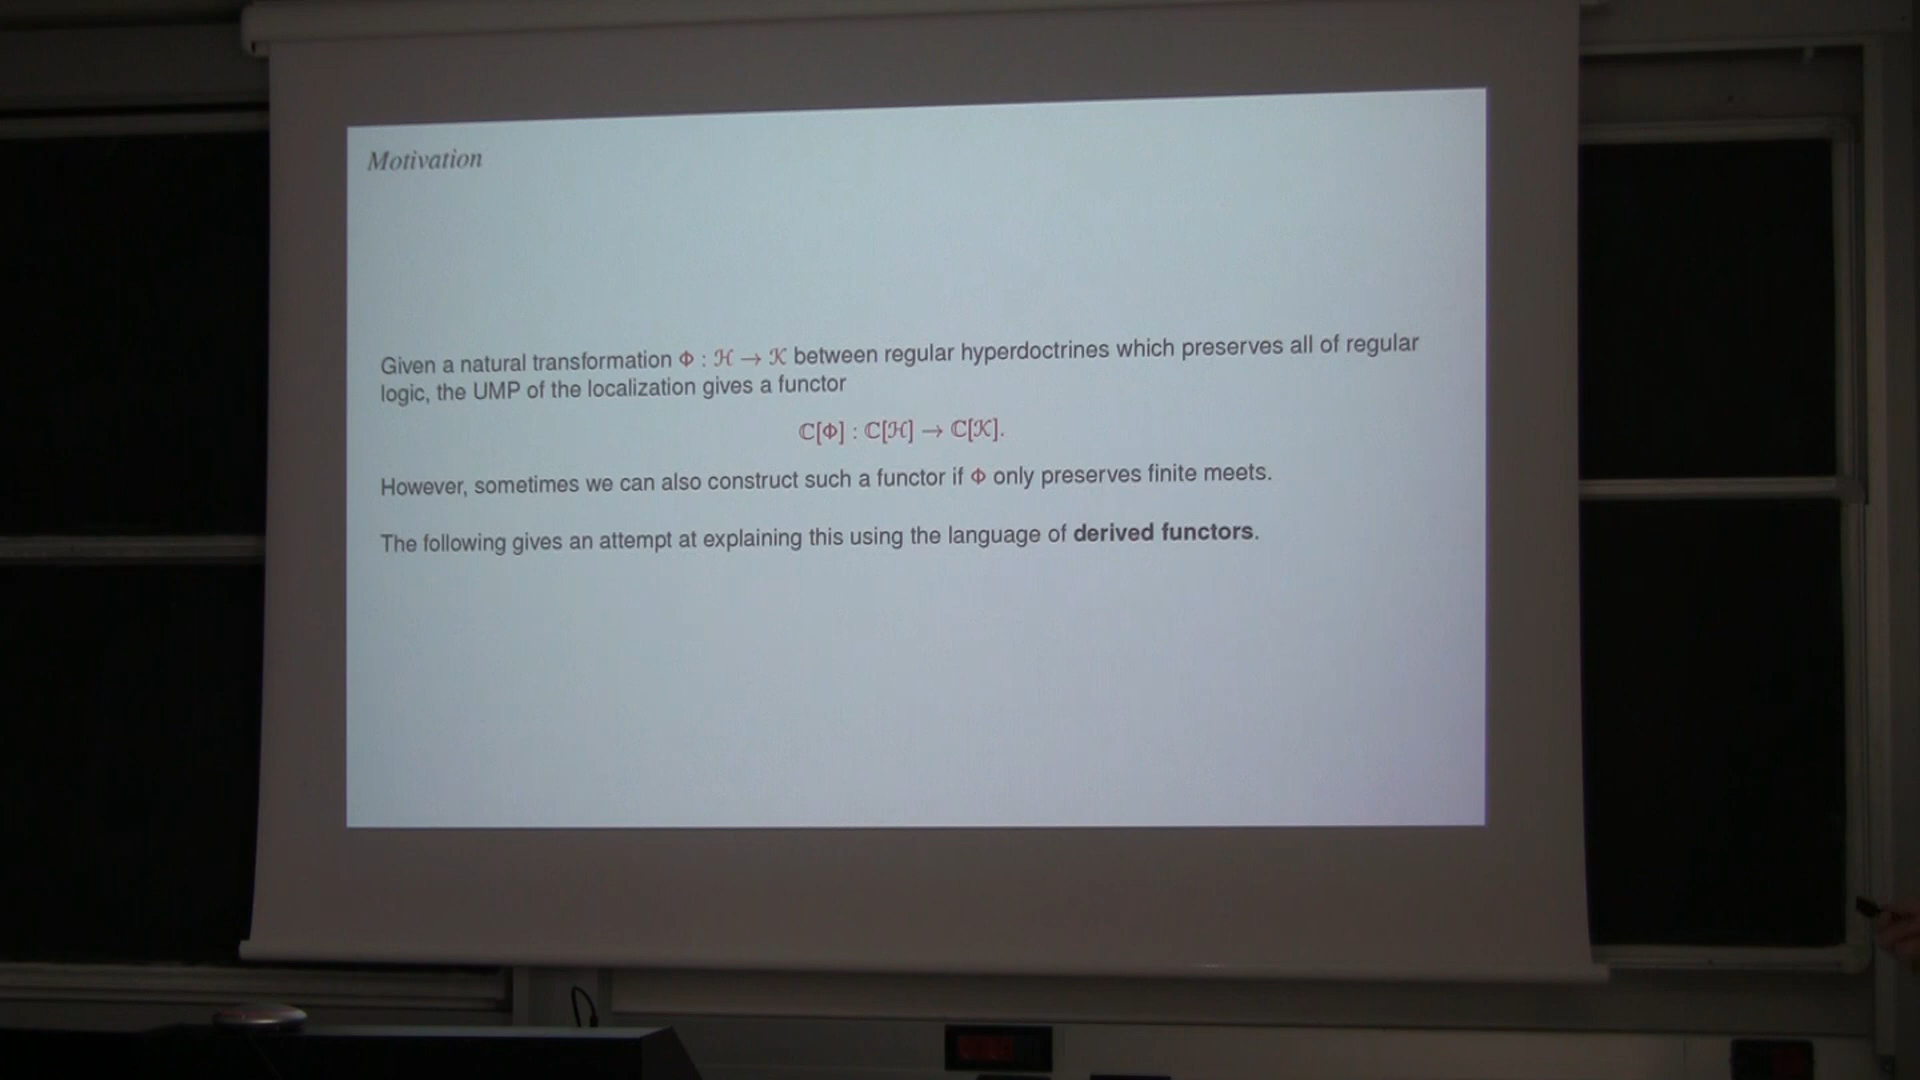 Motivation
Given a natural transformation Φ : ℋ → 𝒦 between regular hyperdoctrines which preserves all of regular
logic, the UMP of the localization gives a functor
ℂ[Φ] : ℂ[ℋ] → ℂ[𝒦].
However, sometimes we can also construct such a functor if Φ only preserves finite meets.
The following gives an attempt at explaining this using the language of derived functors.